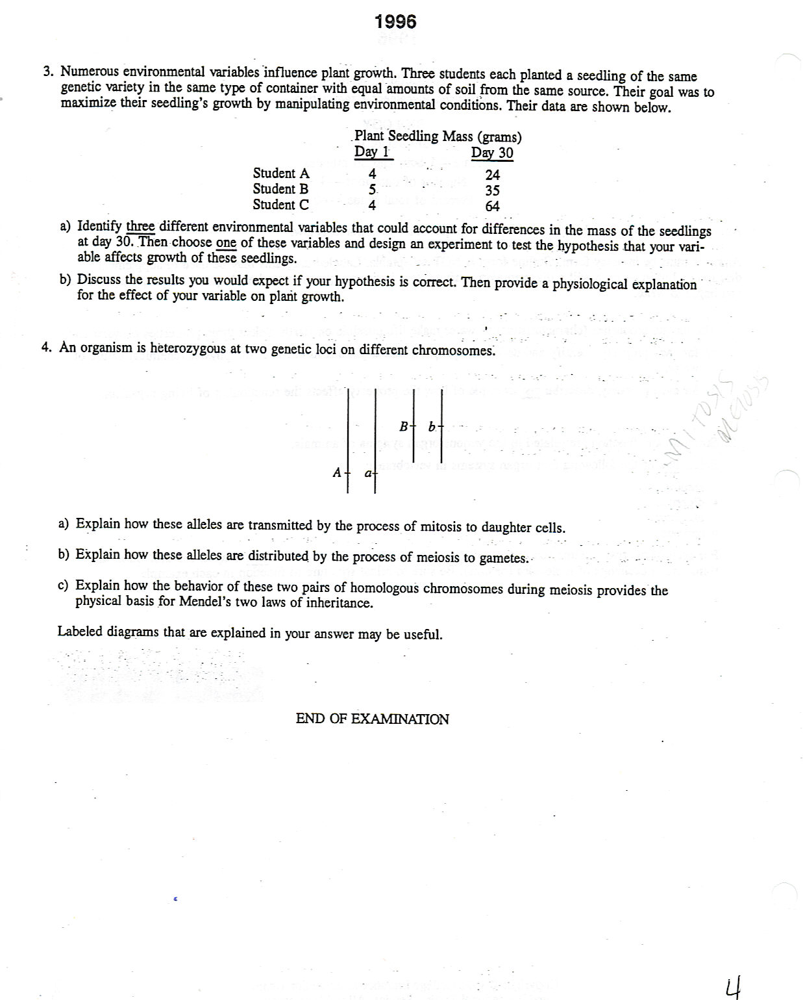 1996
3. Numerous environmental variables influence plant growth. Three students each planted a seedling of the same
genetic variety in the same type of container with equal amounts of soil from the same source. Their goal was to
maximize their seedling's growth by manipulating environmental conditions. Their data are shown below.
Plant Seedling Mass (grams)
Day 1 Day 30
Student A 4 24
Student B 5 35
Student C 4 64
a) Identify three different environmental variables that could account for differences in the mass of the seedlings
at day 30. Then choose one of these variables and design an experiment to test the hypothesis that your vari-
able affects growth of these seedlings.
b) Discuss the results you would expect if your hypothesis is correct. Then provide a physiological explanation
for the effect of your variable on plant growth.
4. An organism is heterozygous at two genetic loci on different chromosomes.
B b
A a
MITOSIS
MEIOSIS
a) Explain how these alleles are transmitted by the process of mitosis to daughter cells.
b) Explain how these alleles are distributed by the process of meiosis to gametes.
c) Explain how the behavior of these two pairs of homologous chromosomes during meiosis provides the
physical basis for Mendel's two laws of inheritance.
Labeled diagrams that are explained in your answer may be useful.
END OF EXAMINATION
4